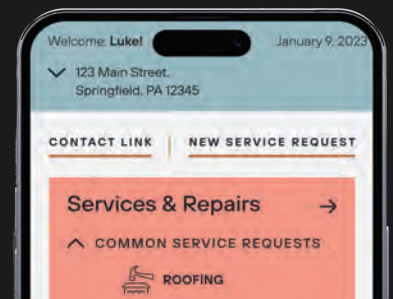 Welcome, Luke! January 9, 2023
123 Main Street,
Springfield, PA 12345
CONTACT LINK | NEW SERVICE REQUEST
Services & Repairs →
COMMON SERVICE REQUESTS
ROOFING